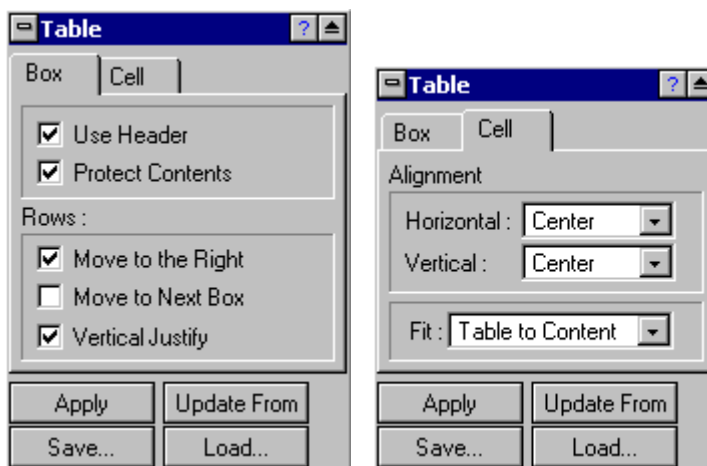 Table ?
Box Cell
Use Header
Protect Contents
Rows :
Move to the Right
Move to Next Box
Vertical Justify
Apply Update From
Save... Load...
Table ?
Box Cell
Alignment
Horizontal : Center
Vertical : Center
Fit : Table to Content
Apply Update From
Save... Load...